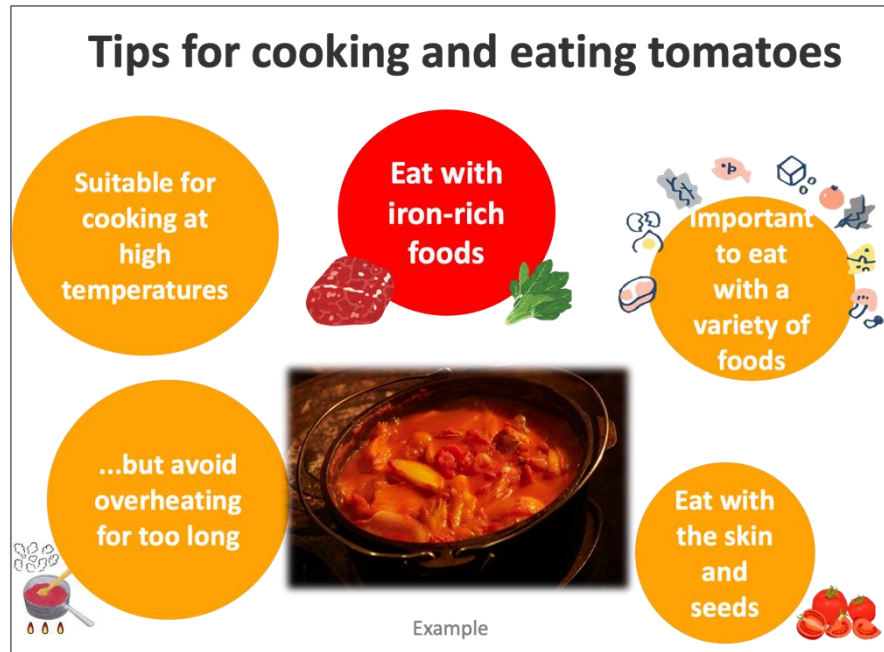 Tips for cooking and eating tomatoes
Suitable for
cooking at
high
temperatures
Eat with
iron-rich
foods
Important
to eat
with a
variety of
foods
...but avoid
overheating
for too long
Eat with
the skin
and
seeds
Example